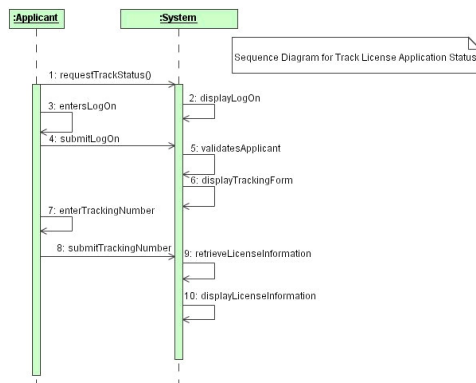 :Applicant
:System
Sequence Diagram for Track License Application Status
1: requestTrackStatus()
2: displayLogOn
3: entersLogOn
4: submitLogOn
5: validatesApplicant
6: displayTrackingForm
7: enterTrackingNumber
8: submitTrackingNumber
9: retrieveLicenseInformation
10: displayLicenseInformation